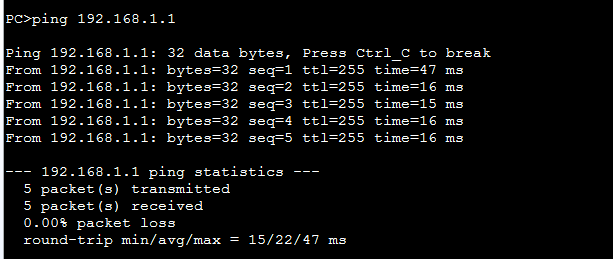 PC>ping 192.168.1.1
Ping 192.168.1.1: 32 data bytes, Press Ctrl_C to break
From 192.168.1.1: bytes=32 seq=1 ttl=255 time=47 ms
From 192.168.1.1: bytes=32 seq=2 ttl=255 time=16 ms
From 192.168.1.1: bytes=32 seq=3 ttl=255 time=15 ms
From 192.168.1.1: bytes=32 seq=4 ttl=255 time=16 ms
From 192.168.1.1: bytes=32 seq=5 ttl=255 time=16 ms
--- 192.168.1.1 ping statistics ---
5 packet(s) transmitted
5 packet(s) received
0.00% packet loss
round-trip min/avg/max = 15/22/47 ms